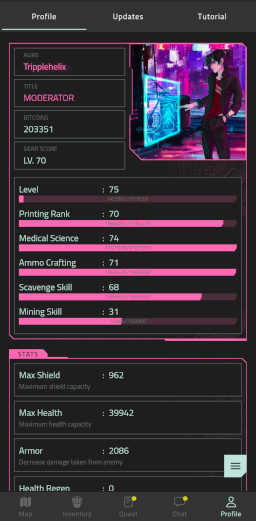 Profile Updates Tutorial
ALIAS
Tripplehelix
TITLE
MODERATOR
BITCOINS
203351
GEAR SCORE
LV. 70
Level : 75
Printing Rank : 70
Medical Science : 74
Ammo Crafting : 71
Scavenge Skill : 68
Mining Skill : 31
STATS
Max Shield : 962
Maximum shield capacity
Max Health : 39942
Maximum health capacity
Armor : 2086
Decrease damage taken from enemy
Health Regen : 0
Map Inventory Quest Chat Profile